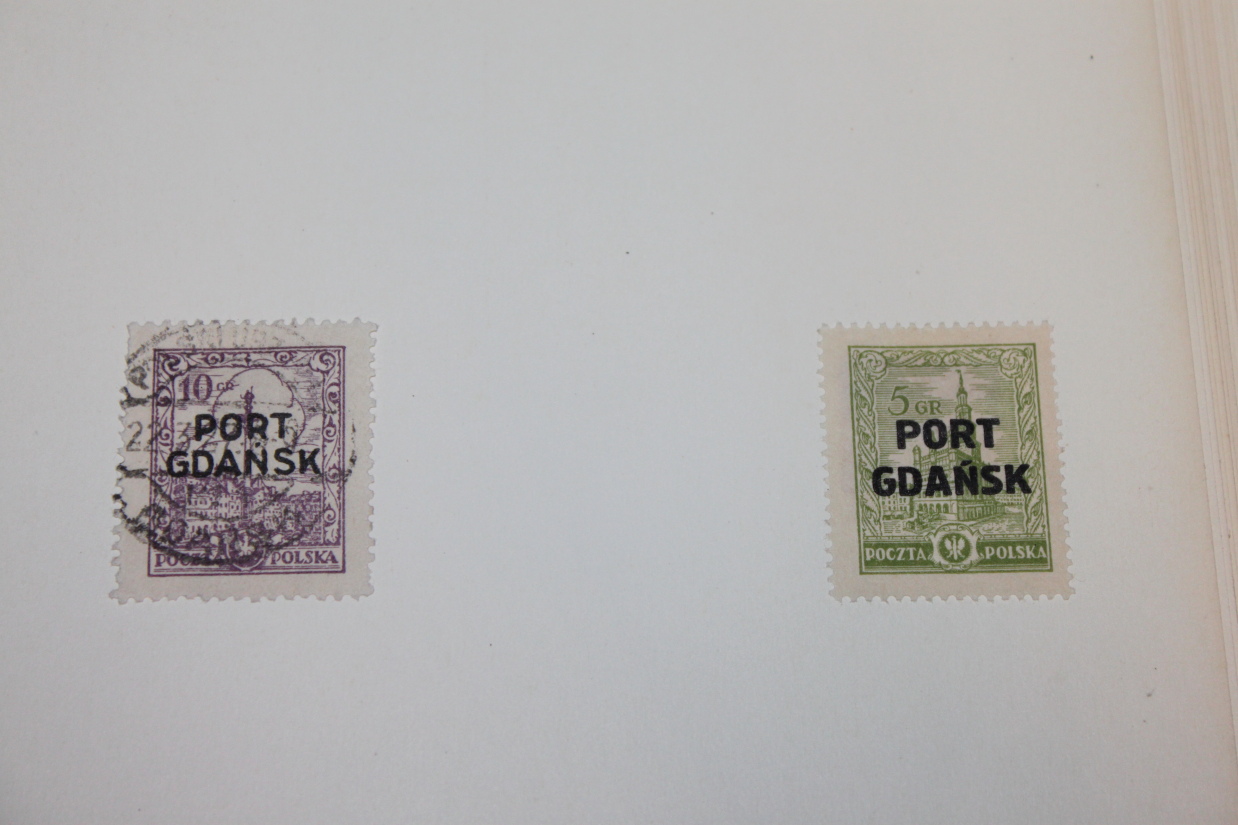 10 GR
PORT
GDAŃSK
POCZTA POLSKA
5 GR
PORT
GDAŃSK
POCZTA POLSKA